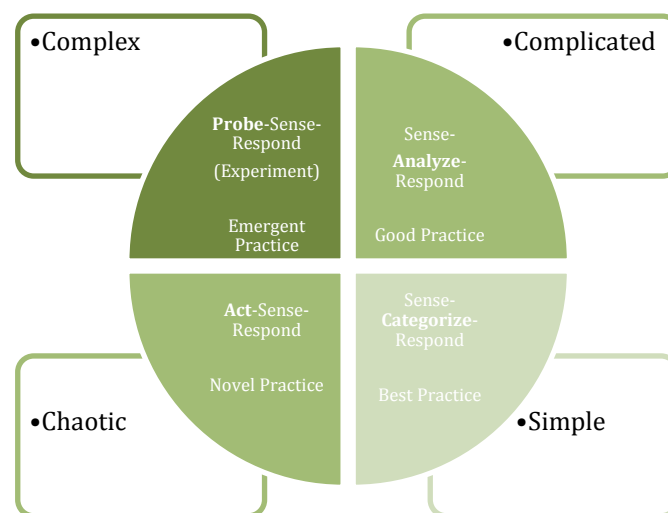 •Complex
Probe-Sense-
Respond
(Experiment)
Emergent
Practice
•Complicated
Sense-
Analyze-
Respond
Good Practice
•Chaotic
Act-Sense-
Respond
Novel Practice
•Simple
Sense-
Categorize-
Respond
Best Practice